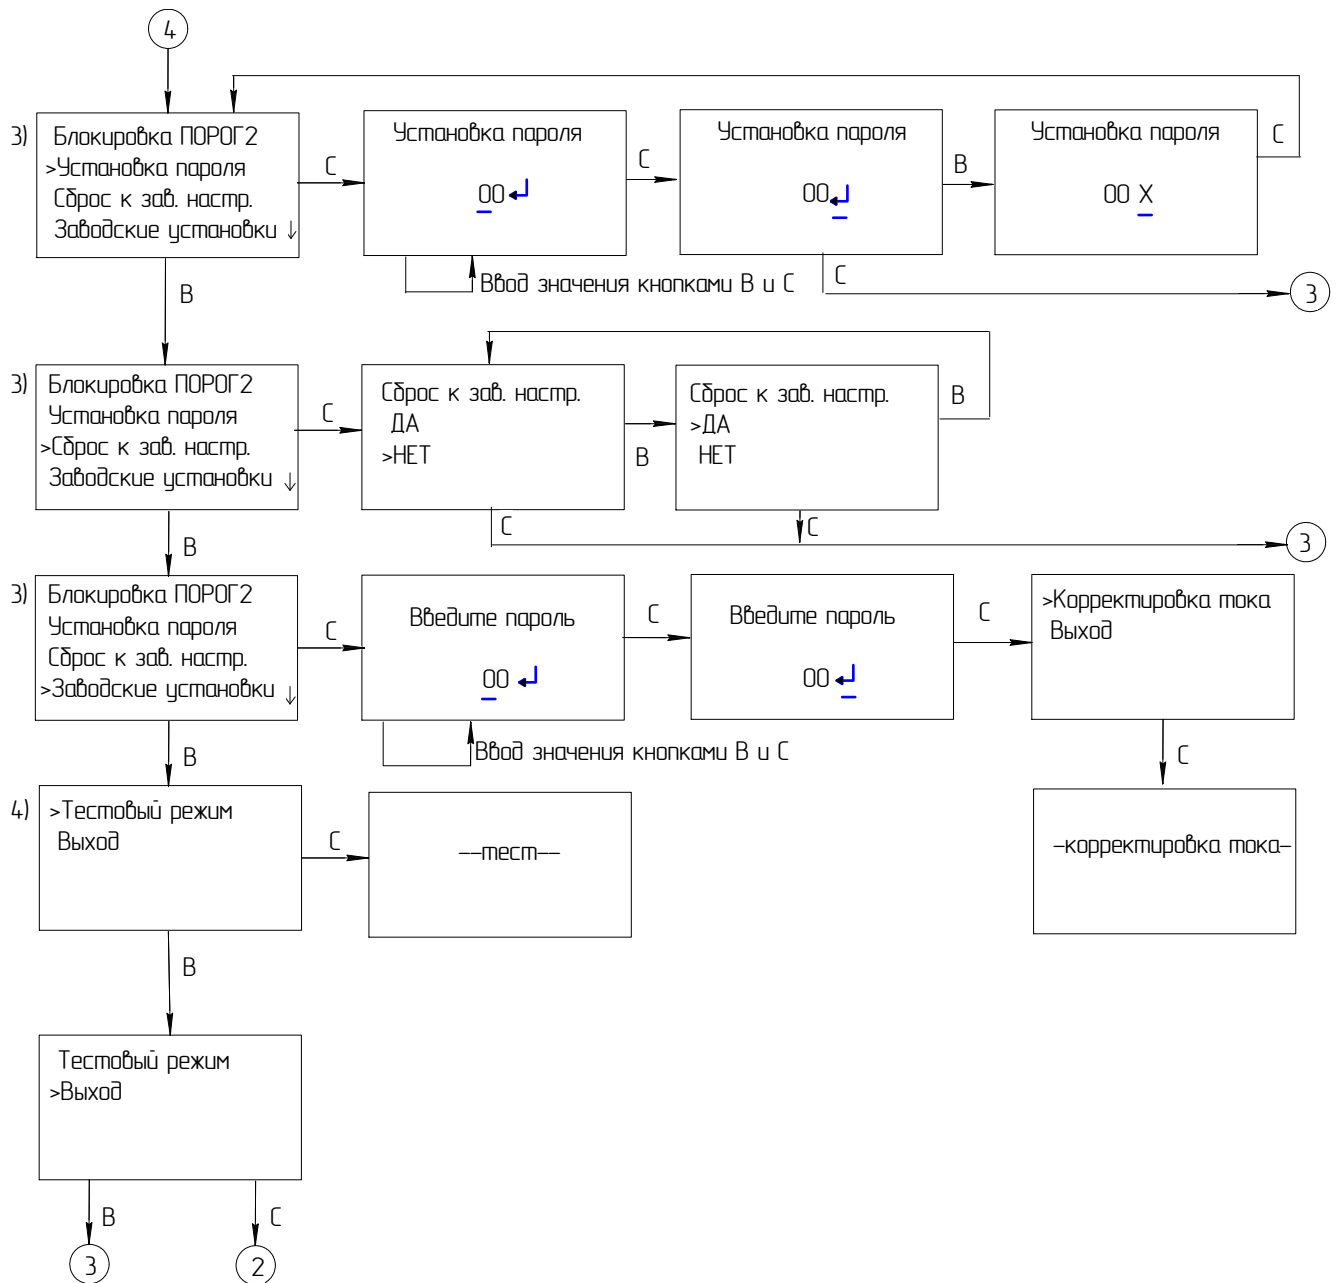 4
3)
Блокировка ПОРОГ2
>Установка пароля
Сброс к зав. настр.
Заводские установки ↓
С
Установка пароля
00↵
С
Установка пароля
00↵
В
Установка пароля
00 X
С
Ввод значения кнопками В и С
С
3
В
3)
Блокировка ПОРОГ2
Установка пароля
>Сброс к зав. настр.
Заводские установки ↓
С
Сброс к зав. настр.
ДА
>НЕТ
В
Сброс к зав. настр.
>ДА
НЕТ
В
С
С
3
В
3)
Блокировка ПОРОГ2
Установка пароля
Сброс к зав. настр.
>Заводские установки ↓
С
Введите пароль
00 ↵
С
Введите пароль
00 ↵
С
>Корректировка тока
Выход
Ввод значения кнопками В и С
В
С
4)
>Тестовый режим
Выход
С
--тест--
-корректировка тока-
В
Тестовый режим
>Выход
В
С
3
2